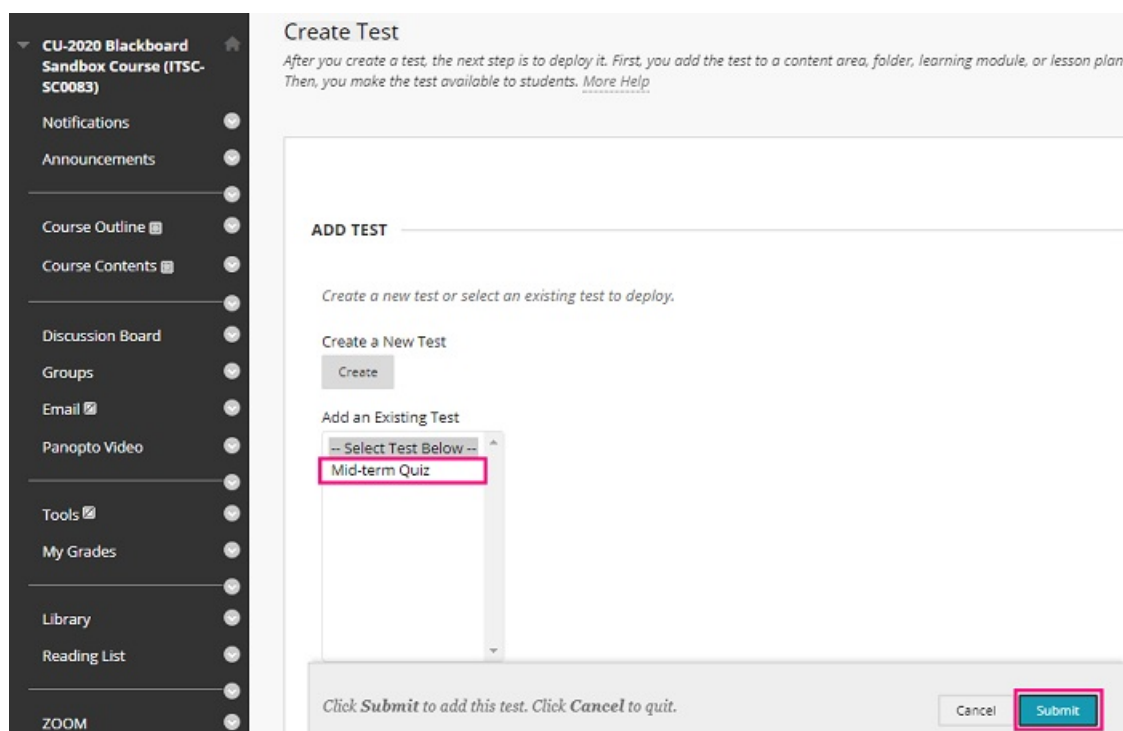 CU-2020 Blackboard
Sandbox Course (ITSC-
SC0083)
Notifications
Announcements
Course Outline
Course Contents
Discussion Board
Groups
Email
Panopto Video
Tools
My Grades
Library
Reading List
ZOOM
Create Test
After you create a test, the next step is to deploy it. First, you add the test to a content area, folder, learning module, or lesson plan
Then, you make the test available to students. More Help
ADD TEST
Create a new test or select an existing test to deploy.
Create a New Test
Create
Add an Existing Test
-- Select Test Below --
Mid-term Quiz
Click Submit to add this test. Click Cancel to quit.
Cancel
Submit